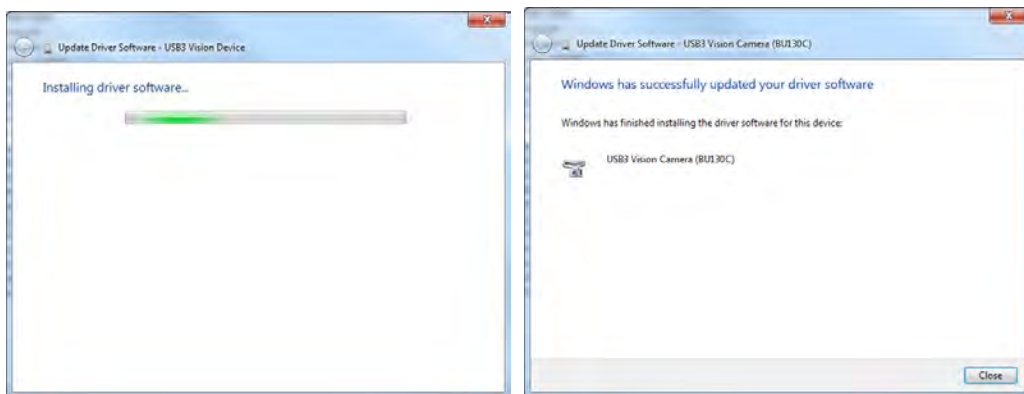 Update Driver Software - USB3 Vision Device
Installing driver software...
Update Driver Software - USB3 Vision Camera (BU130C)
Windows has successfully updated your driver software
Windows has finished installing the driver software for this device:
USB3 Vision Camera (BU130C)
Close